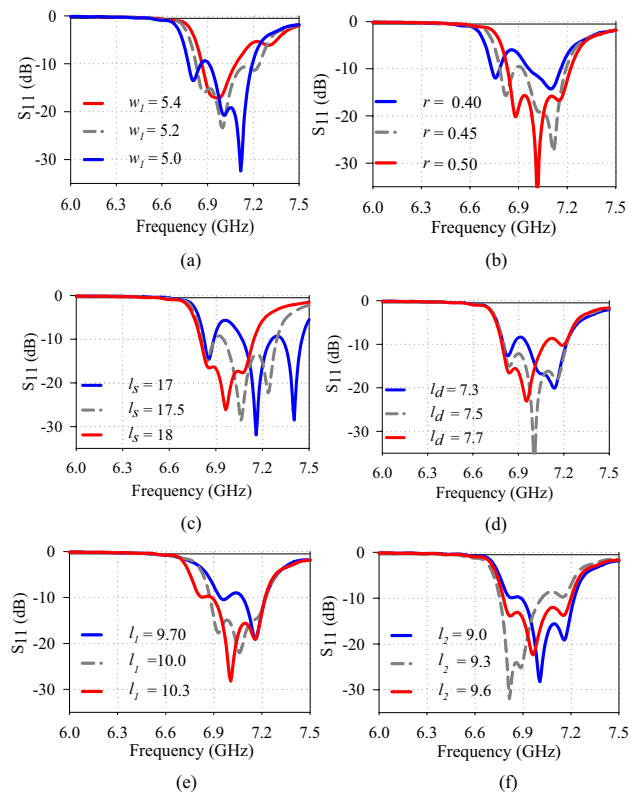 0
-10
-20
-30
S11 (dB)
w1 = 5.4
w1 = 5.2
w1 = 5.0
6.0 6.3 6.6 6.9 7.2 7.5
Frequency (GHz)
(a)
0
-10
-20
-30
S11 (dB)
r = 0.40
r = 0.45
r = 0.50
6.0 6.3 6.6 6.9 7.2 7.5
Frequency (GHz)
(b)
0
-10
-20
-30
S11 (dB)
ls = 17
ls = 17.5
ls = 18
6.0 6.3 6.6 6.9 7.2 7.5
Frequency (GHz)
(c)
0
-10
-20
-30
S11 (dB)
ld = 7.3
ld = 7.5
ld = 7.7
6.0 6.3 6.6 6.9 7.2 7.5
Frequency (GHz)
(d)
0
-10
-20
-30
S11 (dB)
l1 = 9.70
l1 = 10.0
l1 = 10.3
6.0 6.3 6.6 6.9 7.2 7.5
Frequency (GHz)
(e)
0
-10
-20
-30
S11 (dB)
l2 = 9.0
l2 = 9.3
l2 = 9.6
6.0 6.3 6.6 6.9 7.2 7.5
Frequency (GHz)
(f)